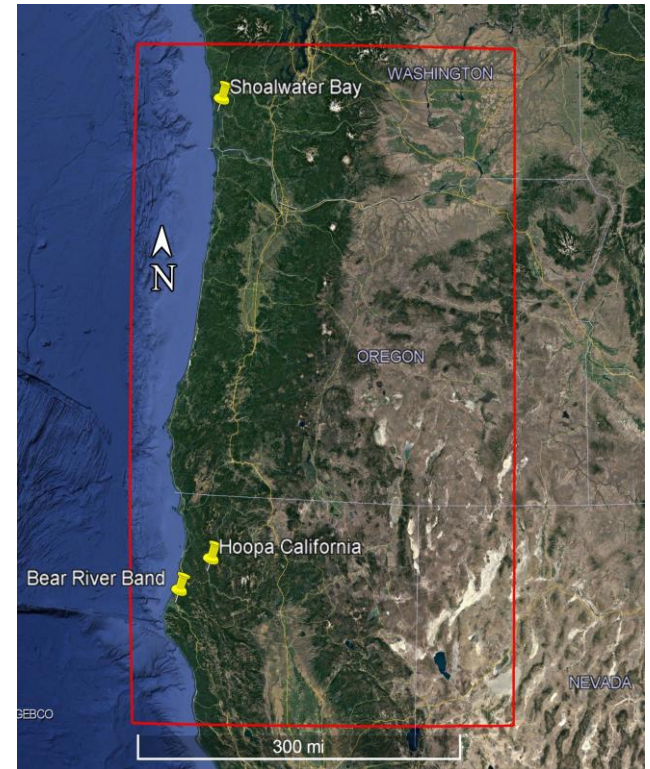 WASHINGTON
Shoalwater Bay
N
OREGON
Hoopa California
Bear River Band
NEVADA
GEBCO
300 mi